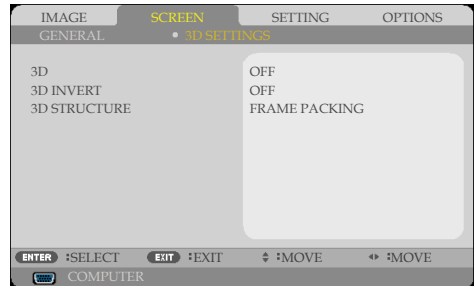 IMAGE SCREEN SETTING OPTIONS
GENERAL • 3D SETTINGS
3D OFF
3D INVERT OFF
3D STRUCTURE FRAME PACKING
ENTER :SELECT EXIT :EXIT :MOVE :MOVE
COMPUTER